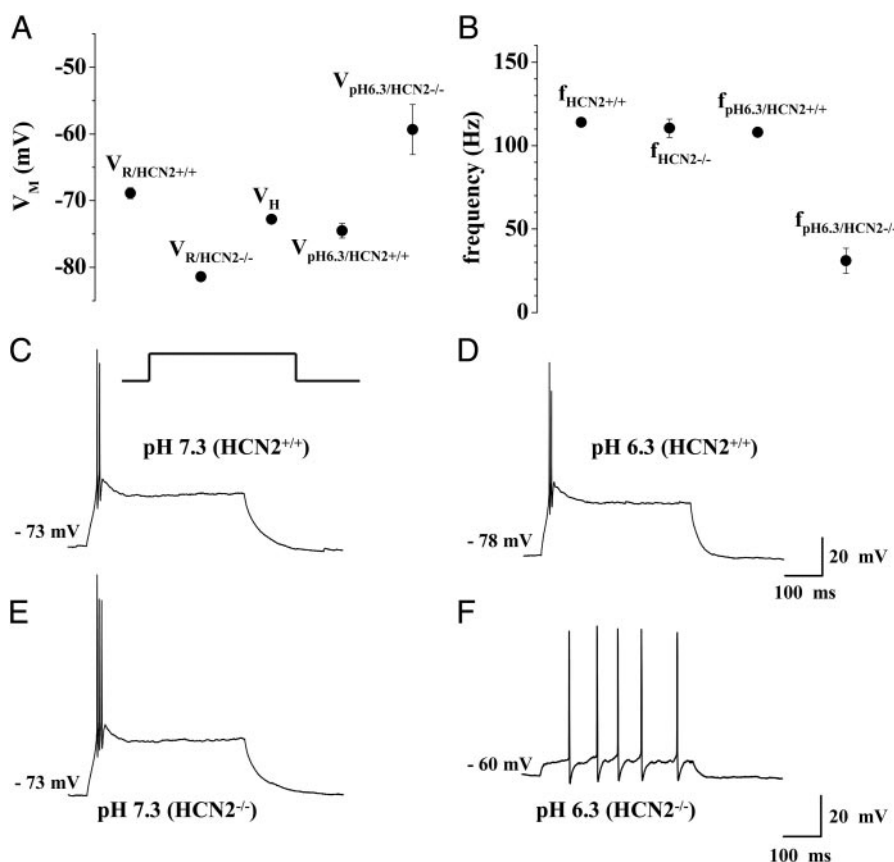 A
V_M (mV)
-50
-60
-70
-80
V_R/HCN2+/+
V_R/HCN2-/-
V_H
V_pH6.3/HCN2+/+
V_pH6.3/HCN2-/-
B
frequency (Hz)
150
100
50
0
f_HCN2+/+
f_HCN2-/-
f_pH6.3/HCN2+/+
f_pH6.3/HCN2-/-
C
pH 7.3 (HCN2+/+)
- 73 mV
D
pH 6.3 (HCN2+/+)
- 78 mV
20 mV
100 ms
E
- 73 mV
pH 7.3 (HCN2-/-)
F
- 60 mV
pH 6.3 (HCN2-/-)
20 mV
100 ms